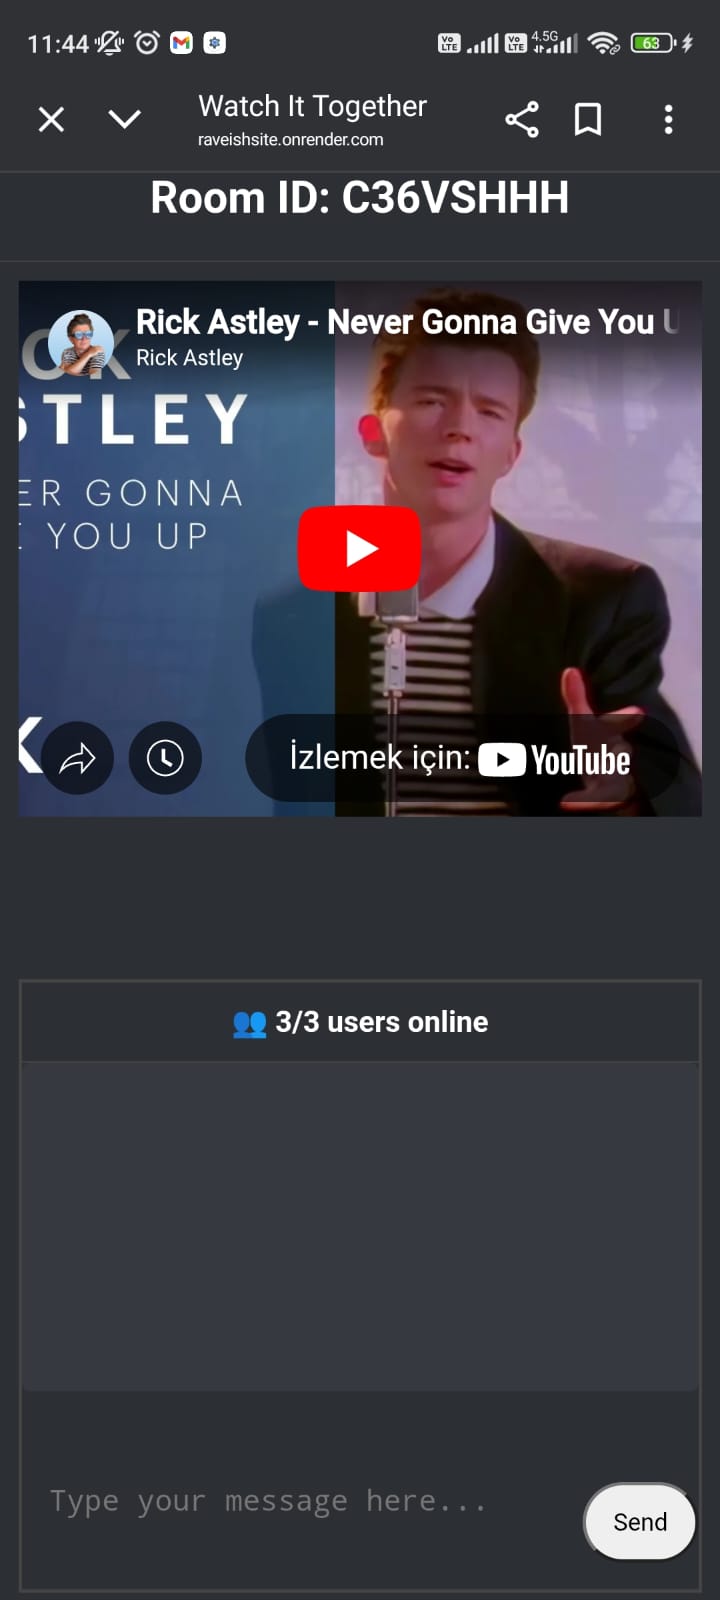 11:44
Vo LTE Vo LTE 4.5G 63
Watch It Together
raveishsite.onrender.com
Room ID: C36VSHHH
Rick Astley - Never Gonna Give You U
Rick Astley
STLEY
ER GONNA
YOU UP
İzlemek için: YouTube
3/3 users online
Type your message here...
Send